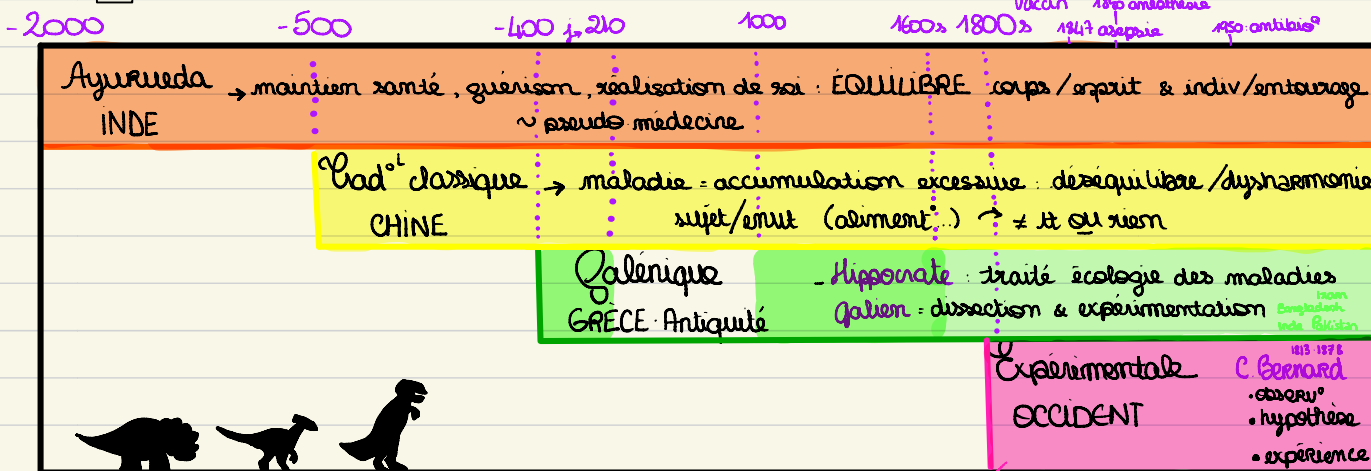 vaccin 1840 anesthésie
-2000 -500 -400 j. 210 1000 1600s 1800s 1847 asepsie 1950 antibio°
Ayurveda → maintien santé, guérison, réalisation de soi : ÉQUILIBRE corps/esprit & indiv/entourage
INDE ~ pseudo médecine
Trad°L classique → maladie = accumulation excessive : déséquilibre/dysharmonie
CHINE sujet/envt (aliment°..) ↷ ≠ tt ou rien
Galénique - Hippocrate : traité écologie des maladies
GRÈCE Antiquité Galien = dissection & expérimentation
Bangladesh
Inde Pakistan
1813 1878
Expérimentale C. Bernard
• observ°
OCCIDENT • hypothèse
• expérience